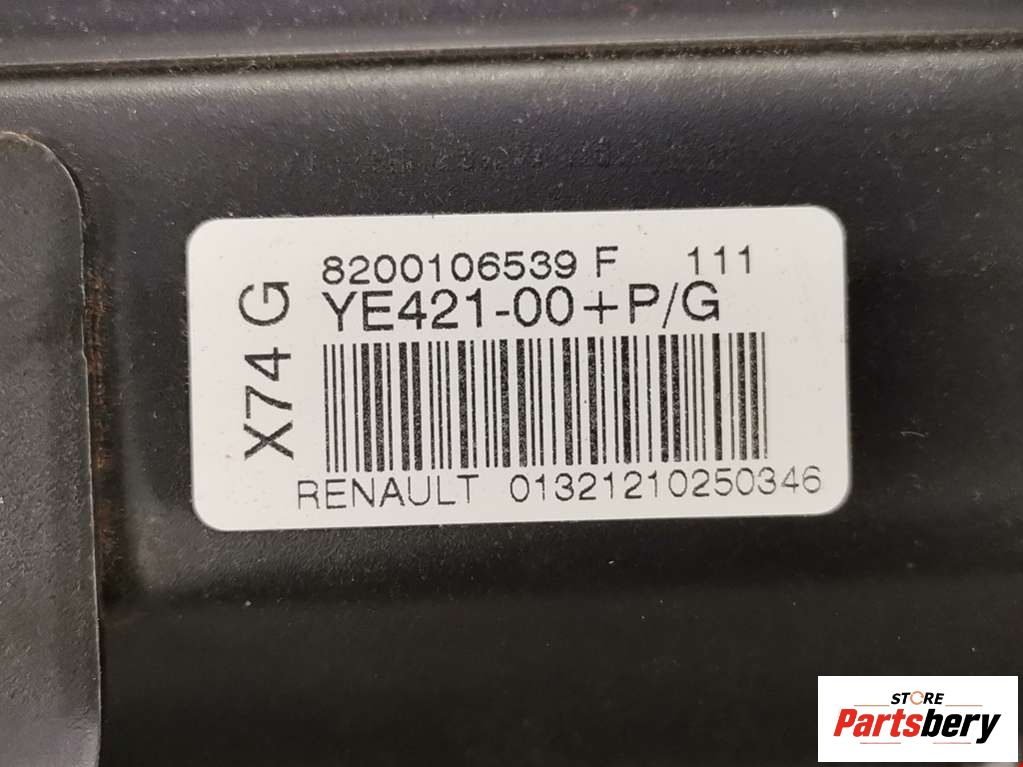 X74 G
8200106539 F 111
YE421-00+P/G
RENAULT 01321210250346
STORE
Partsbery